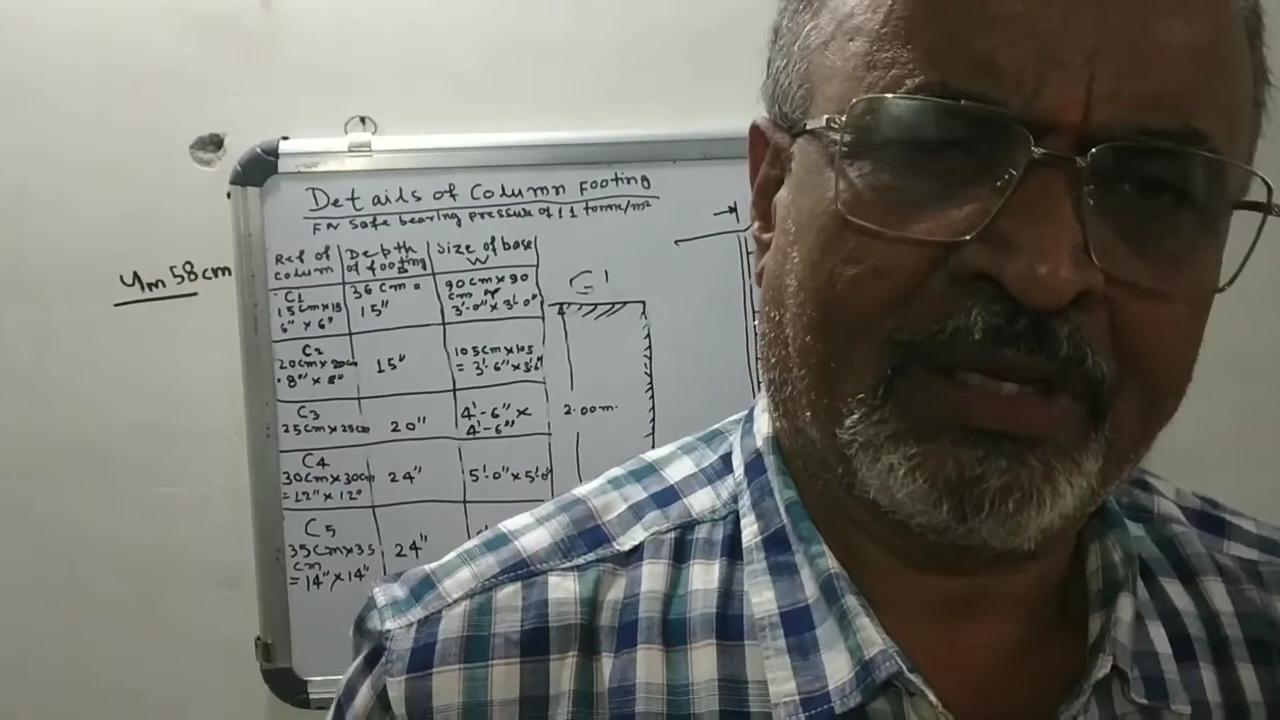 Details of Column Footing
For Safe bearing pressure of 11 tonne/m²
Ref of column
Depth of footing
Size of base W
C1
15cm x 15
6" x 6"
36 cm =
15"
90cm x 90
cm or
3'-0" x 3'-0"
C2
20cm x 20cm
8" x 8"
15"
105cm x 105
= 3'-6" x 3'-6"
C3
25cm x 25cm
20"
4'-6" x
4'-6"
C4
30cm x 30cm
=12" x 12"
24"
5'-0" x 5'-0"
C5
35cm x 35
cm
=14" x 14"
24"
4m 58cm
2.00m.